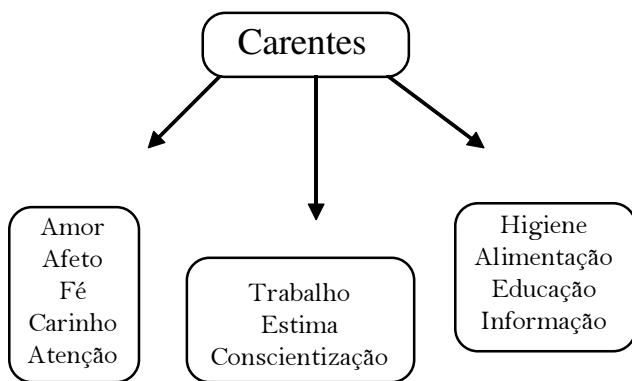 Carentes
Amor
Afeto
Fé
Carinho
Atenção
Trabalho
Estima
Conscientização
Higiene
Alimentação
Educação
Informação